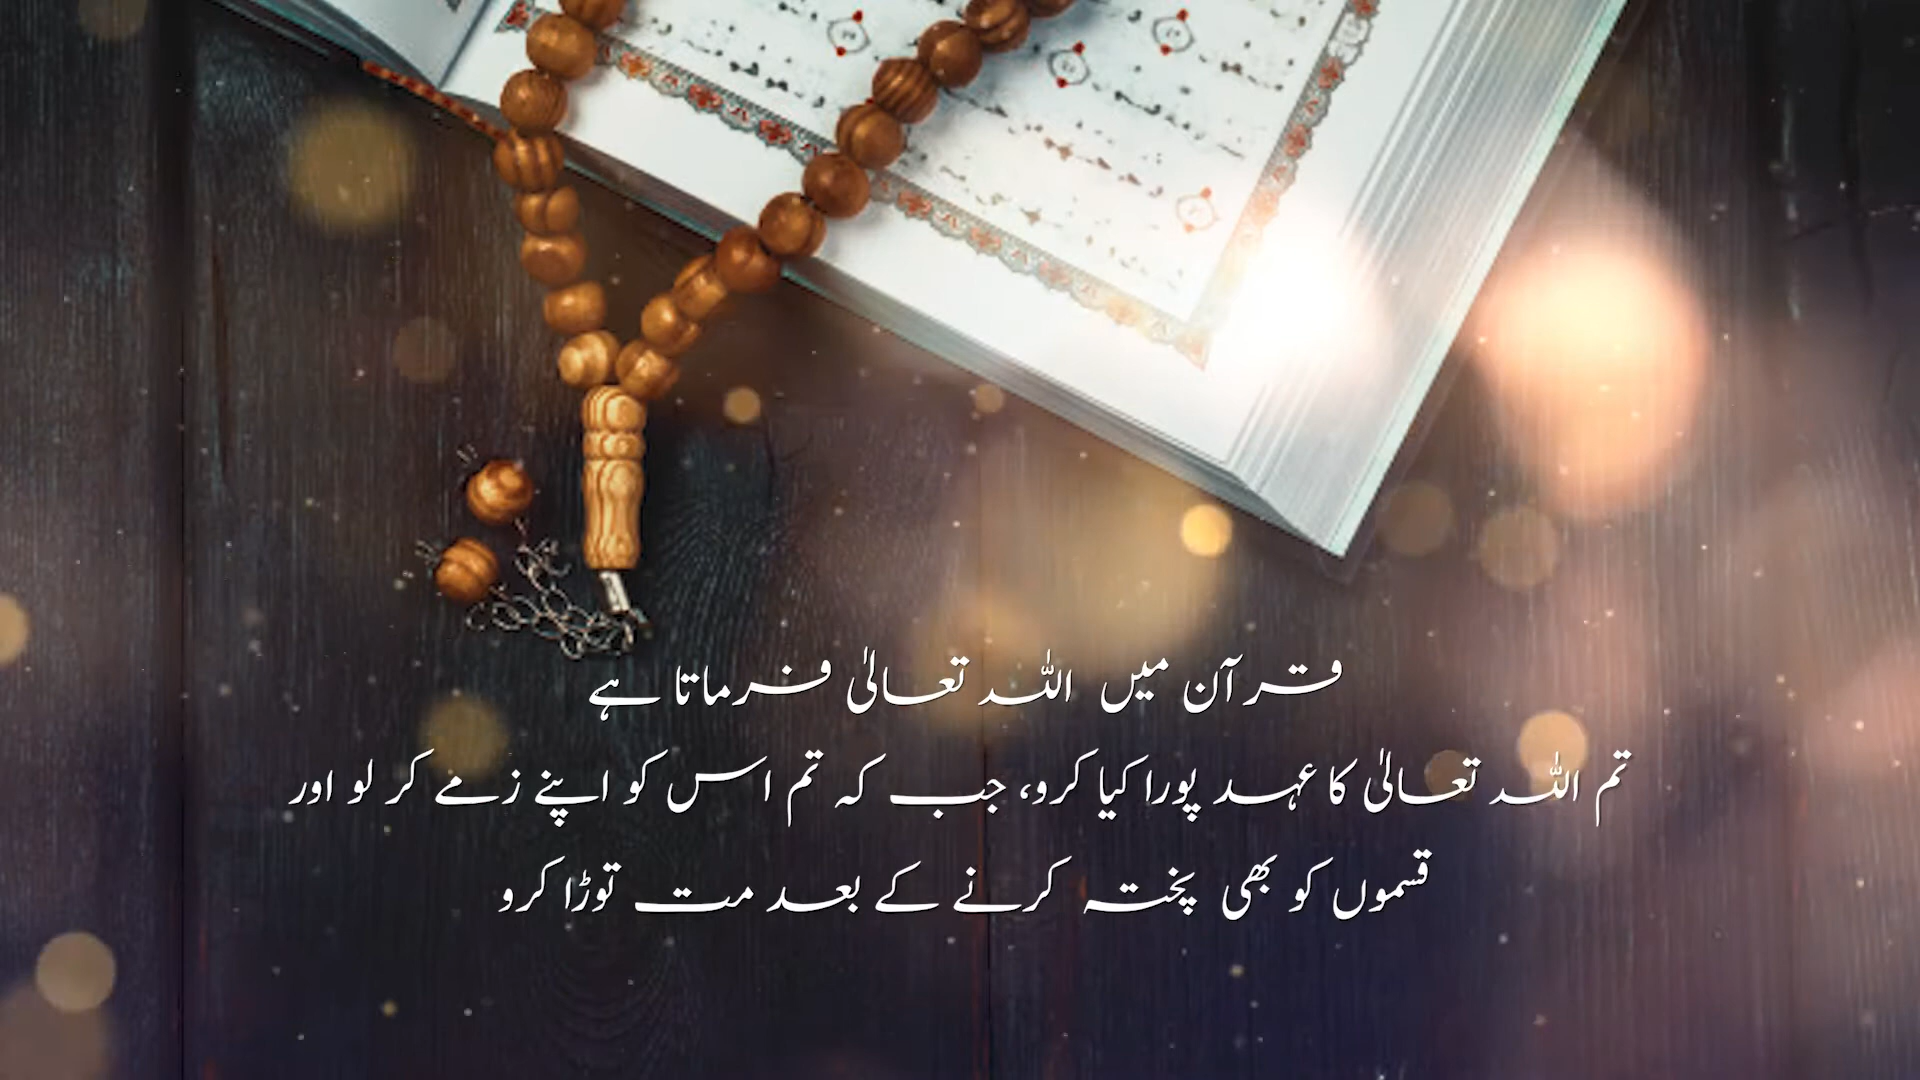 قرآن میں اللہ تعالیٰ فرماتا ہے
تم اللہ تعالیٰ کا عہد پورا کیا کرو، جب کہ تم اس کو اپنے زمے کر لو اور
قسموں کو بھی پختہ کرنے کے بعد مت توڑا کرو